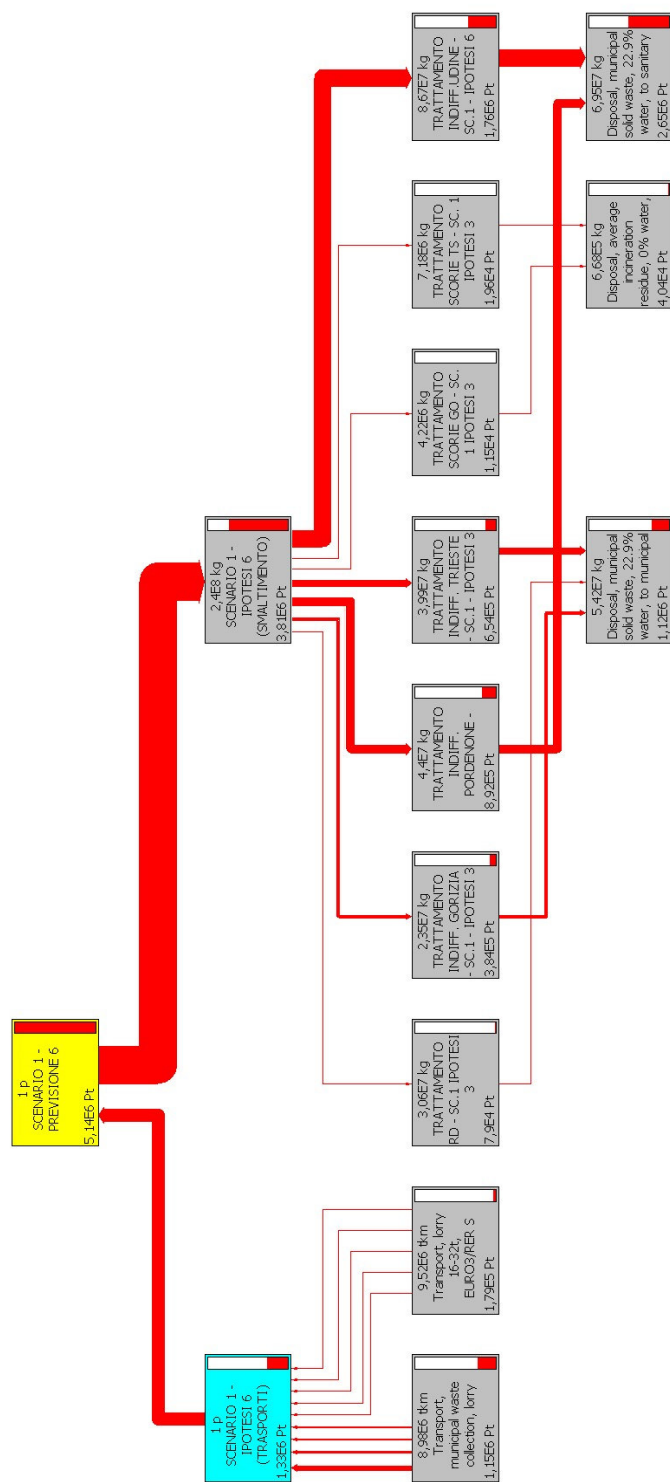 1 p
SCENARIO 1 -
PREVISIONE 6
5,14E6 Pt
1 p
SCENARIO 1 -
IPOTESI 6
(TRASPORTI)
1,33E6 Pt
2,4E8 kg
SCENARIO 1 -
IPOTESI 6
(SMALTIMENTO)
3,81E6 Pt
8,98E6 tkm
Transport,
municipal waste
collection, lorry
1,15E6 Pt
9,52E6 tkm
Transport, lorry
16-32t,
EURO3/RER S
1,79E5 Pt
3,06E7 kg
TRATTAMENTO
RD - SC.1 IPOTESI
3
7,9E4 Pt
2,35E7 kg
TRATTAMENTO
INDIFF. GORIZIA
- SC.1 - IPOTESI 3
3,84E5 Pt
4,4E7 kg
TRATTAMENTO
INDIFF.
PORDENONE -
8,92E5 Pt
3,99E7 kg
TRATTAMENTO
INDIFF. TRIESTE
- SC.1 - IPOTESI 3
6,54E5 Pt
4,22E6 kg
TRATTAMENTO
SCORIE GO - SC.
1 IPOTESI 3
1,15E4 Pt
7,18E6 kg
TRATTAMENTO
SCORIE TS - SC. 1
IPOTESI 3
1,96E4 Pt
8,67E7 kg
TRATTAMENTO
INDIFF.UDINE -
SC.1 - IPOTESI 6
1,76E6 Pt
5,42E7 kg
Disposal, municipal
solid waste, 22.9%
water, to municipal
1,12E6 Pt
6,68E5 kg
Disposal, average
incineration
residue, 0% water,
4,04E4 Pt
6,95E7 kg
Disposal, municipal
solid waste, 22.9%
water, to sanitary
2,65E6 Pt